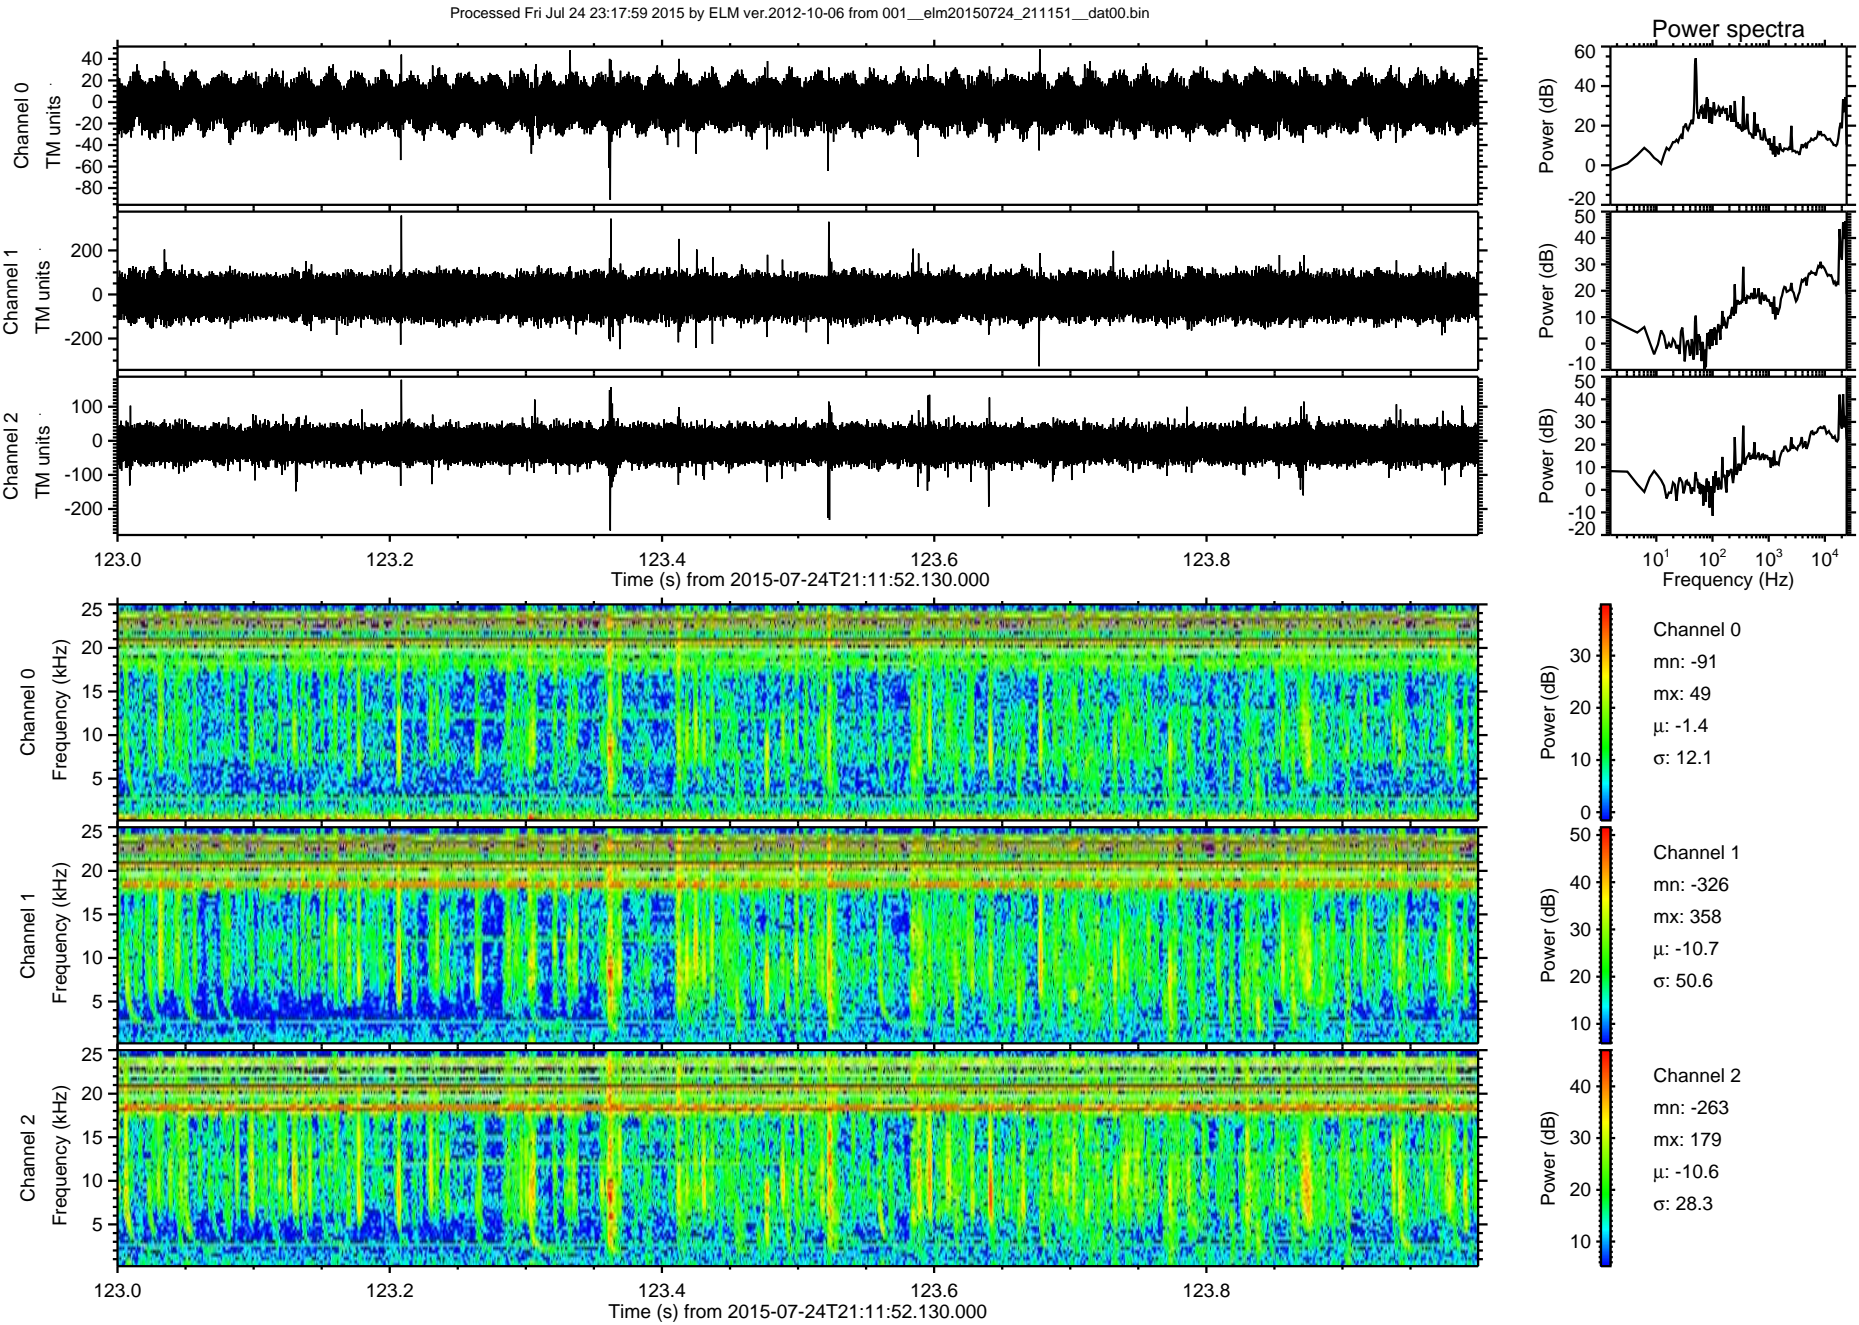 Processed Fri Jul 24 23:17:59 2015 by ELM ver.2012-10-06 from 001__elm20150724_211151__dat00.bin
Power spectra
Channel 0
TM units
40
20
0
-20
-40
-60
-80
Power (dB)
60
40
20
0
-20
Channel 1
TM units
200
0
-200
Power (dB)
50
40
30
20
10
0
-10
Channel 2
TM units
100
0
-100
-200
Power (dB)
50
40
30
20
10
0
-10
-20
123.0 123.2 123.4 123.6 123.8
Time (s) from 2015-07-24T21:11:52.130.000
10¹ 10² 10³ 10⁴
Frequency (Hz)
Channel 0
Frequency (kHz)
25
20
15
10
5
Power (dB)
30
20
10
0
Channel 0
mn: -91
mx: 49
μ: -1.4
σ: 12.1
Channel 1
Frequency (kHz)
25
20
15
10
5
Power (dB)
50
40
30
20
10
Channel 1
mn: -326
mx: 358
μ: -10.7
σ: 50.6
Channel 2
Frequency (kHz)
25
20
15
10
5
Power (dB)
40
30
20
10
Channel 2
mn: -263
mx: 179
μ: -10.6
σ: 28.3
123.0 123.2 123.4 123.6 123.8
Time (s) from 2015-07-24T21:11:52.130.000